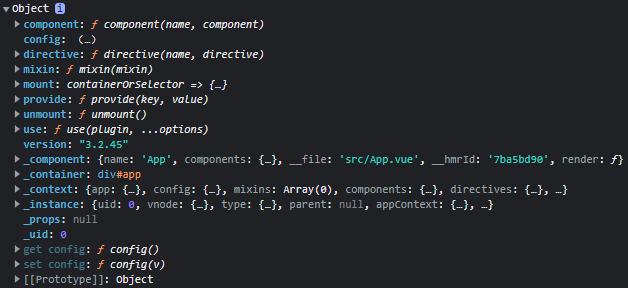 Object i
component: ƒ component(name, component)
config: (…)
directive: ƒ directive(name, directive)
mixin: ƒ mixin(mixin)
mount: containerOrSelector => {…}
provide: ƒ provide(key, value)
unmount: ƒ unmount()
use: ƒ use(plugin, ...options)
version: "3.2.45"
_component: {name: 'App', components: {…}, __file: 'src/App.vue', __hmrId: '7ba5bd90', render: ƒ}
_container: div#app
_context: {app: {…}, config: {…}, mixins: Array(0), components: {…}, directives: {…}, …}
_instance: {uid: 0, vnode: {…}, type: {…}, parent: null, appContext: {…}, …}
_props: null
_uid: 0
get config: ƒ config()
set config: ƒ config(v)
[[Prototype]]: Object